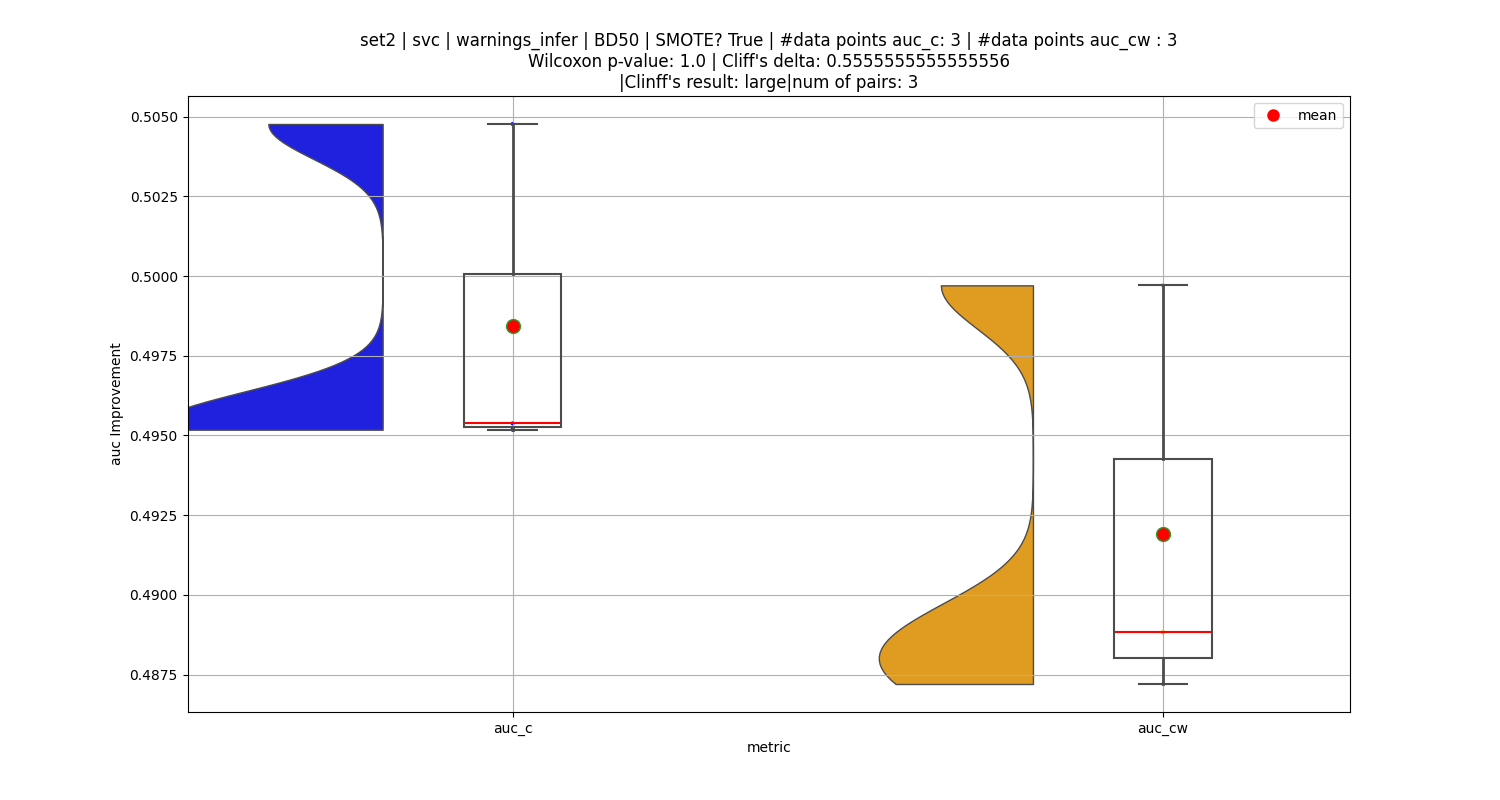 set2 | svc | warnings_infer | BD50 | SMOTE? True | #data points auc_c: 3 | #data points auc_cw : 3
Wilcoxon p-value: 1.0 | Cliff's delta: 0.5555555555555556
|Clinff's result: large|num of pairs: 3
mean
0.5050
0.5025
0.5000
0.4975
0.4950
0.4925
0.4900
0.4875
auc Improvement
auc_c
auc_cw
metric